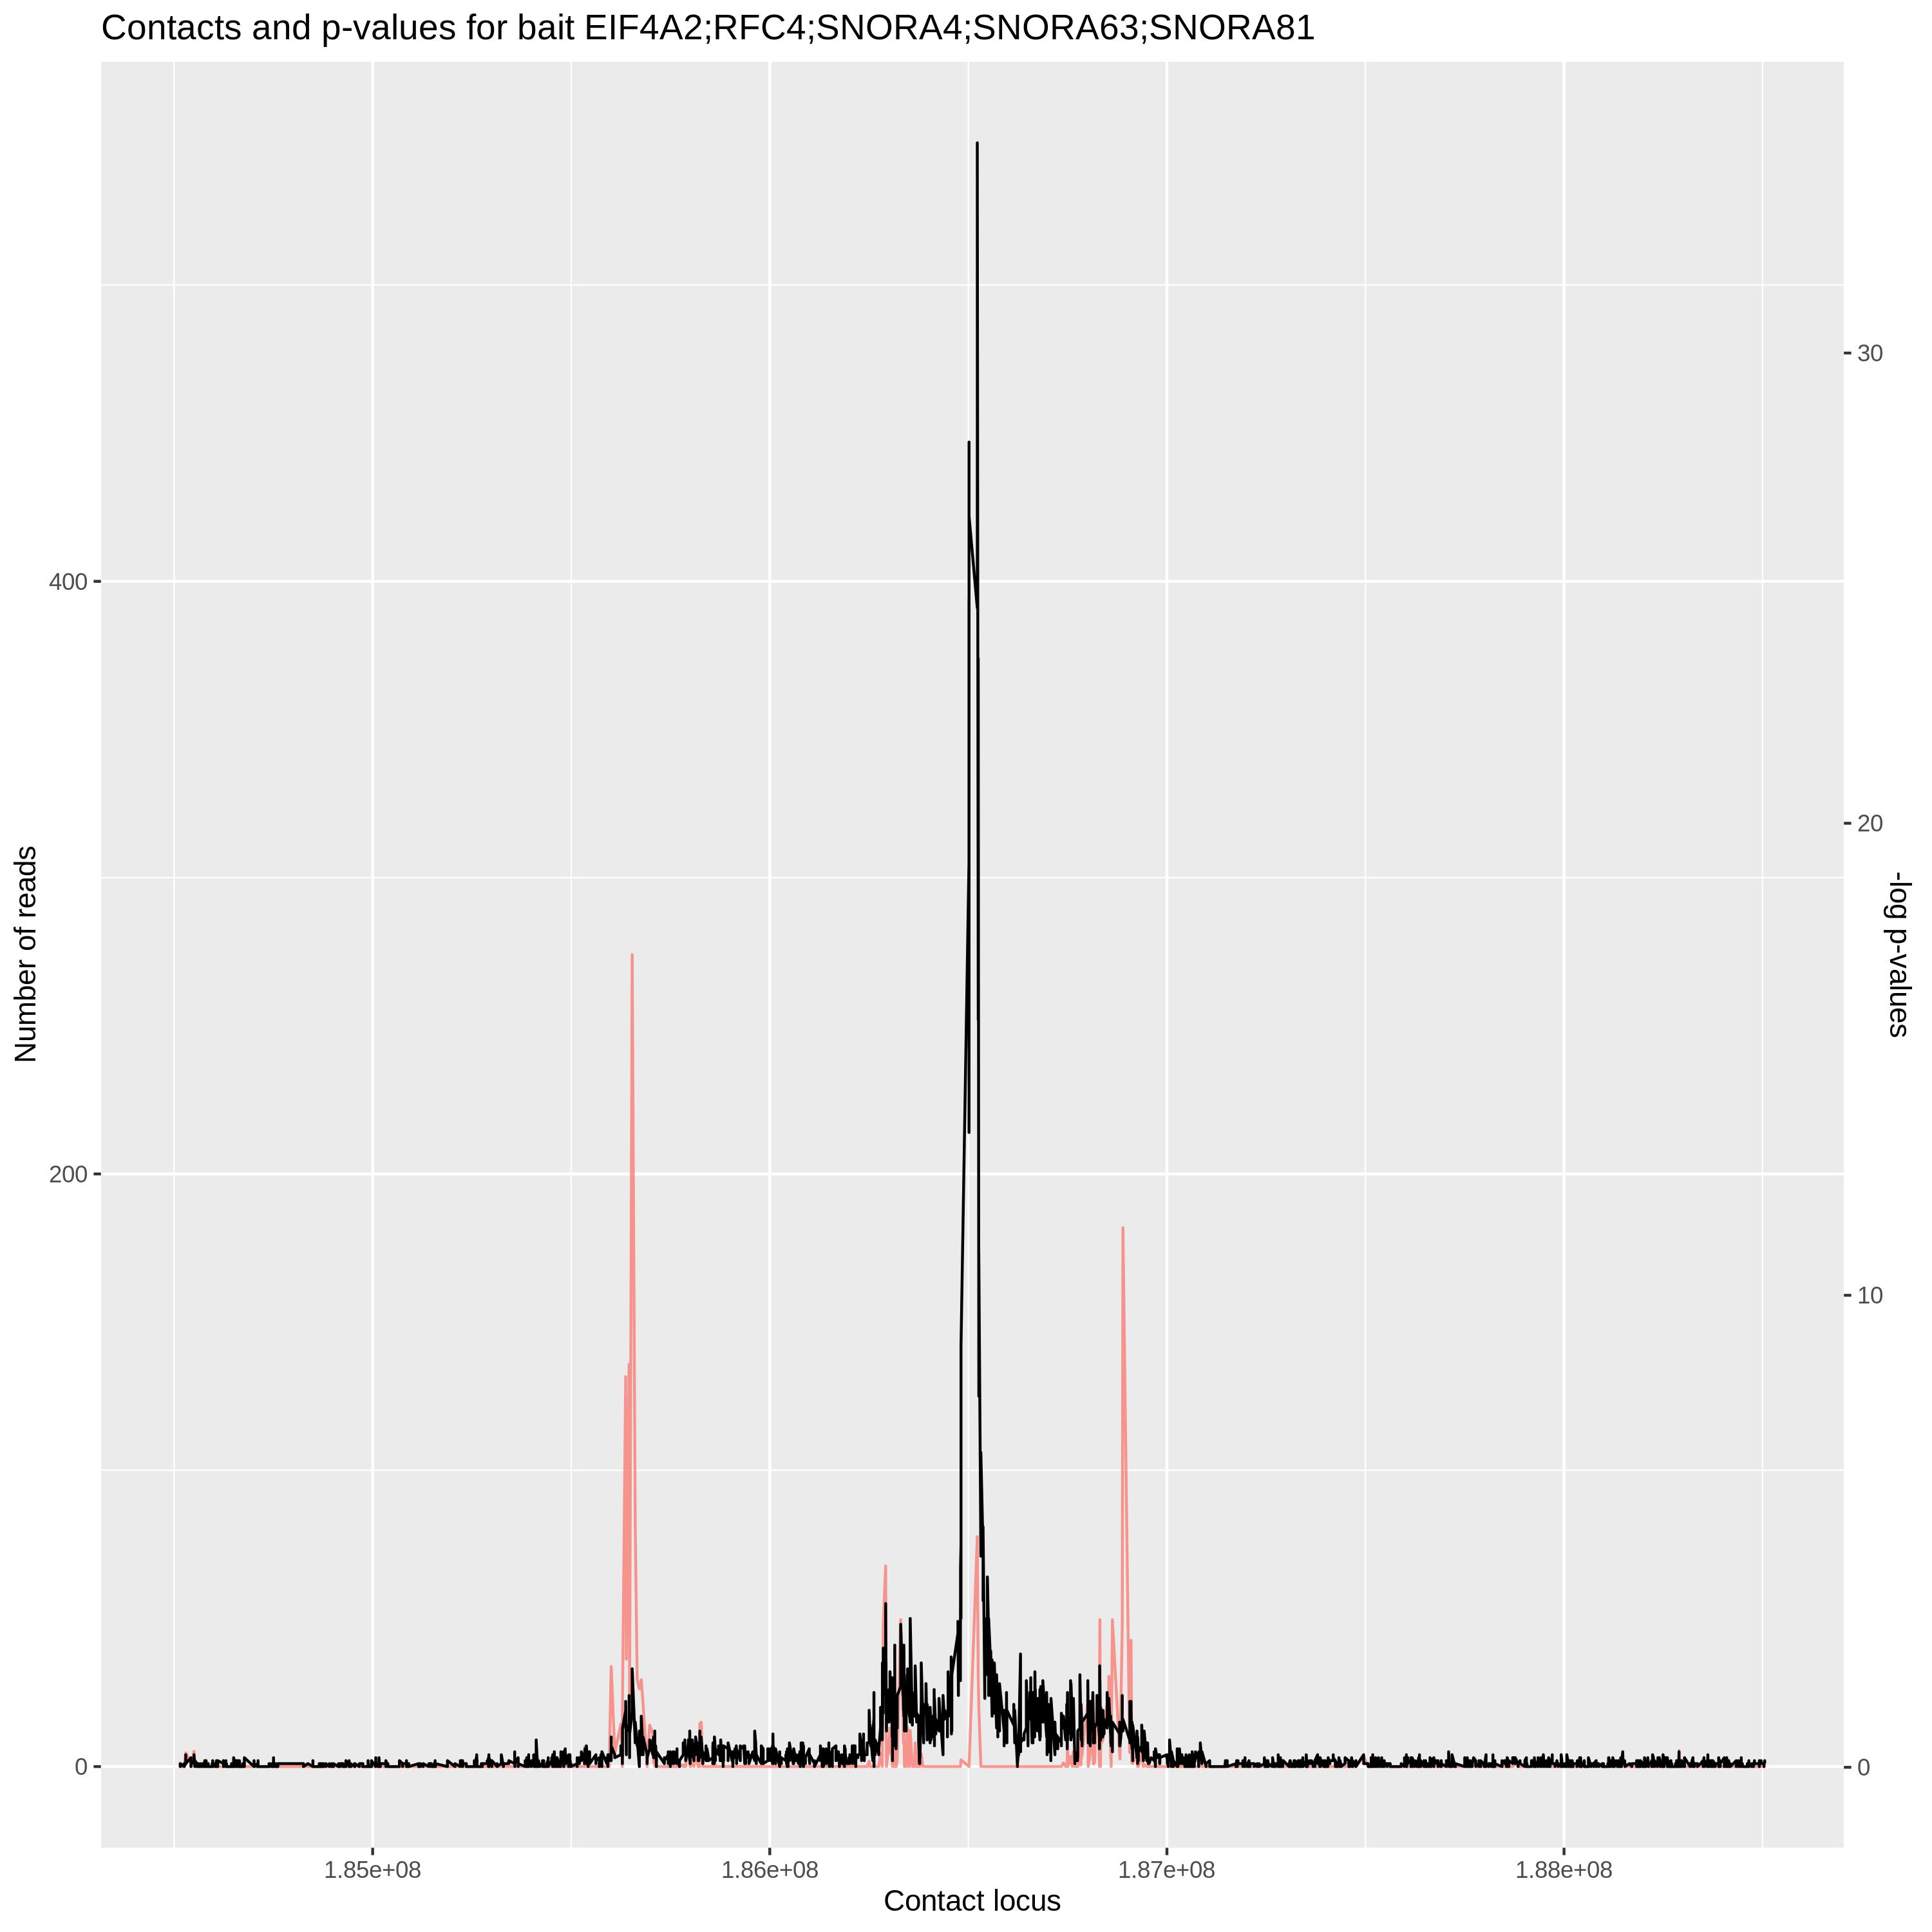 Contacts and p-values for bait EIF4A2;RFC4;SNORA4;SNORA63;SNORA81
Number of reads
400
200
0
30
20
10
0
-log p-values
1.85e+08
1.86e+08
1.87e+08
1.88e+08
Contact locus